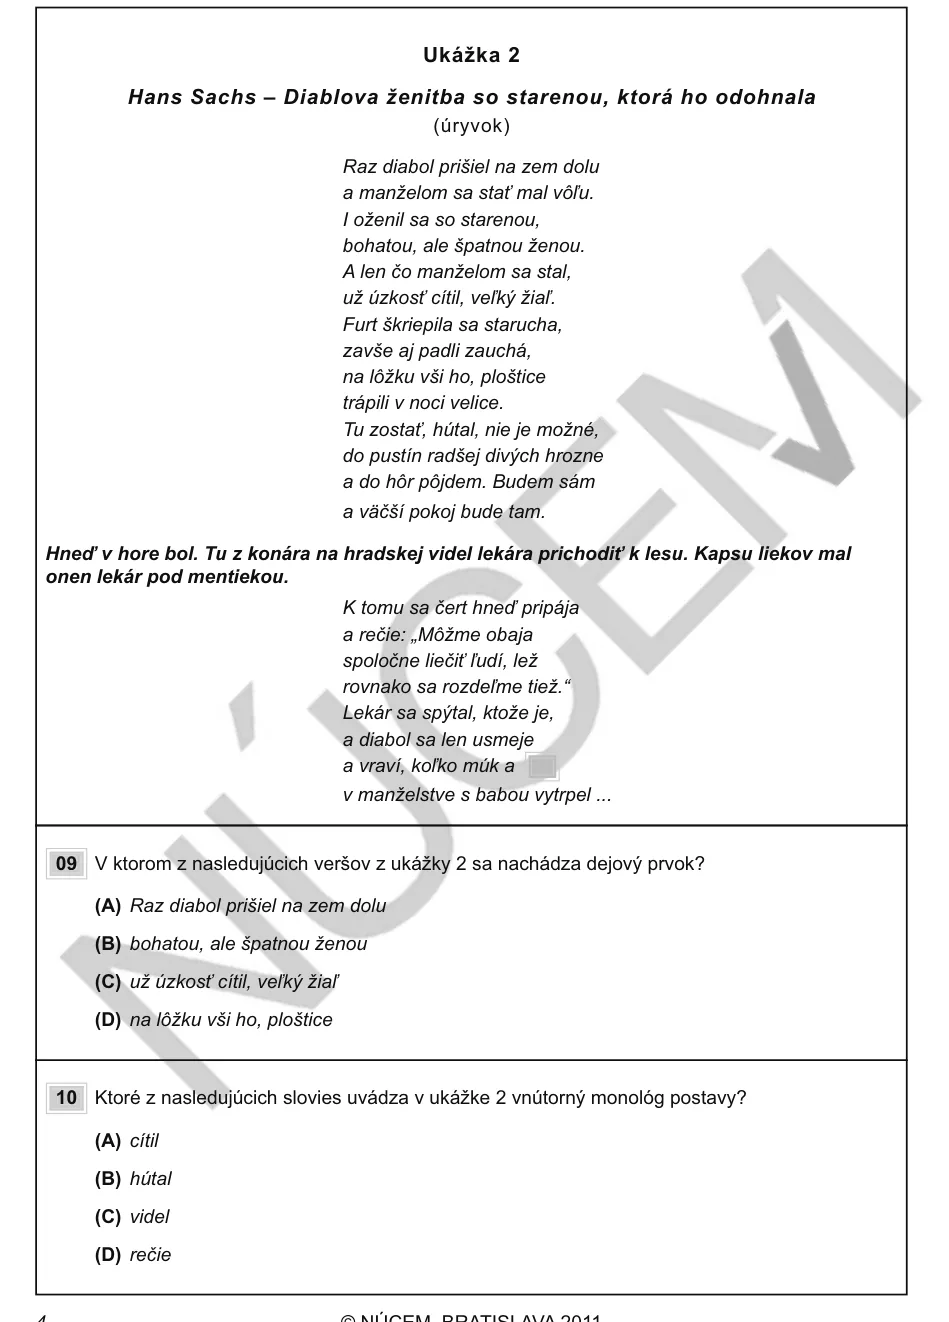 Ukážka 2
Hans Sachs – Diablova ženitba so starenou, ktorá ho odohnala
(úryvok)
Raz diabol prišiel na zem dolu
a manželom sa stať mal vôľu.
I oženil sa so starenou,
bohatou, ale špatnou ženou.
A len čo manželom sa stal,
už úzkosť cítil, veľký žiaľ.
Furt škriepila sa starucha,
zavše aj padli zauchá,
na lôžku vši ho, ploštice
trápili v noci velice.
Tu zostať, hútal, nie je možné,
do pustín radšej divých hrozne
a do hôr pôjdem. Budem sám
a väčší pokoj bude tam.
Hneď v hore bol. Tu z konára na hradskej videl lekára prichodiť k lesu. Kapsu liekov mal
onen lekár pod mentiekou.
K tomu sa čert hneď pripája
a rečie: „Môžme obaja
spoločne liečiť ľudí, lež
rovnako sa rozdeľme tiež.“
Lekár sa spýtal, ktože je,
a diabol sa len usmeje
a vraví, koľko múk a
v manželstve s babou vytrpel ...
09 V ktorom z nasledujúcich veršov z ukážky 2 sa nachádza dejový prvok?
(A) Raz diabol prišiel na zem dolu
(B) bohatou, ale špatnou ženou
(C) už úzkosť cítil, veľký žiaľ
(D) na lôžku vši ho, ploštice
10 Ktoré z nasledujúcich slovies uvádza v ukážke 2 vnútorný monológ postavy?
(A) cítil
(B) hútal
(C) videl
(D) rečie
4 © NÚCEM, BRATISLAVA 2011
NÚCEM